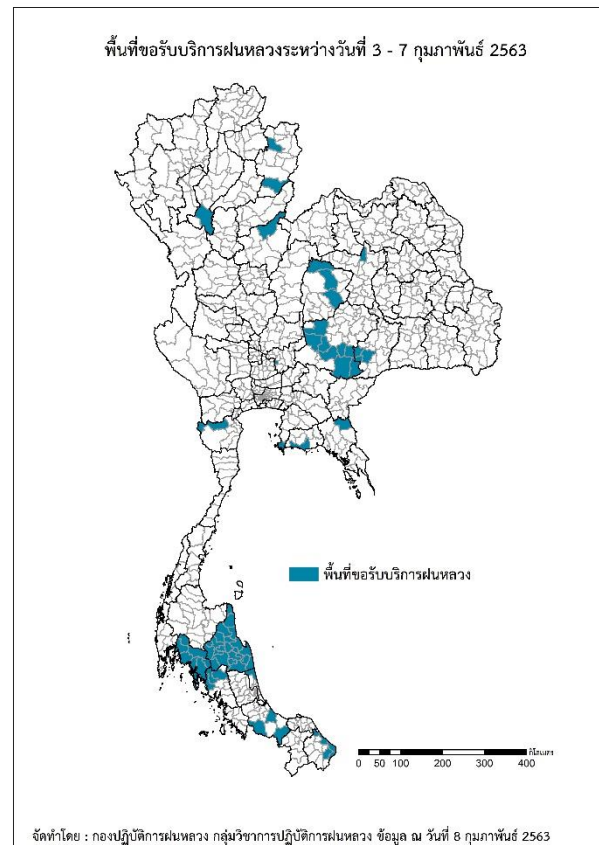 พื้นที่ขอรับบริการฝนหลวงระหว่างวันที่ 3 - 7 กุมภาพันธ์ 2563
พื้นที่ขอรับบริการฝนหลวง
กิโลเมตร
0 50 100 200 300 400
จัดทำโดย : กองปฏิบัติการฝนหลวง กลุ่มวิชาการปฏิบัติการฝนหลวง ข้อมูล ณ วันที่ 8 กุมภาพันธ์ 2563